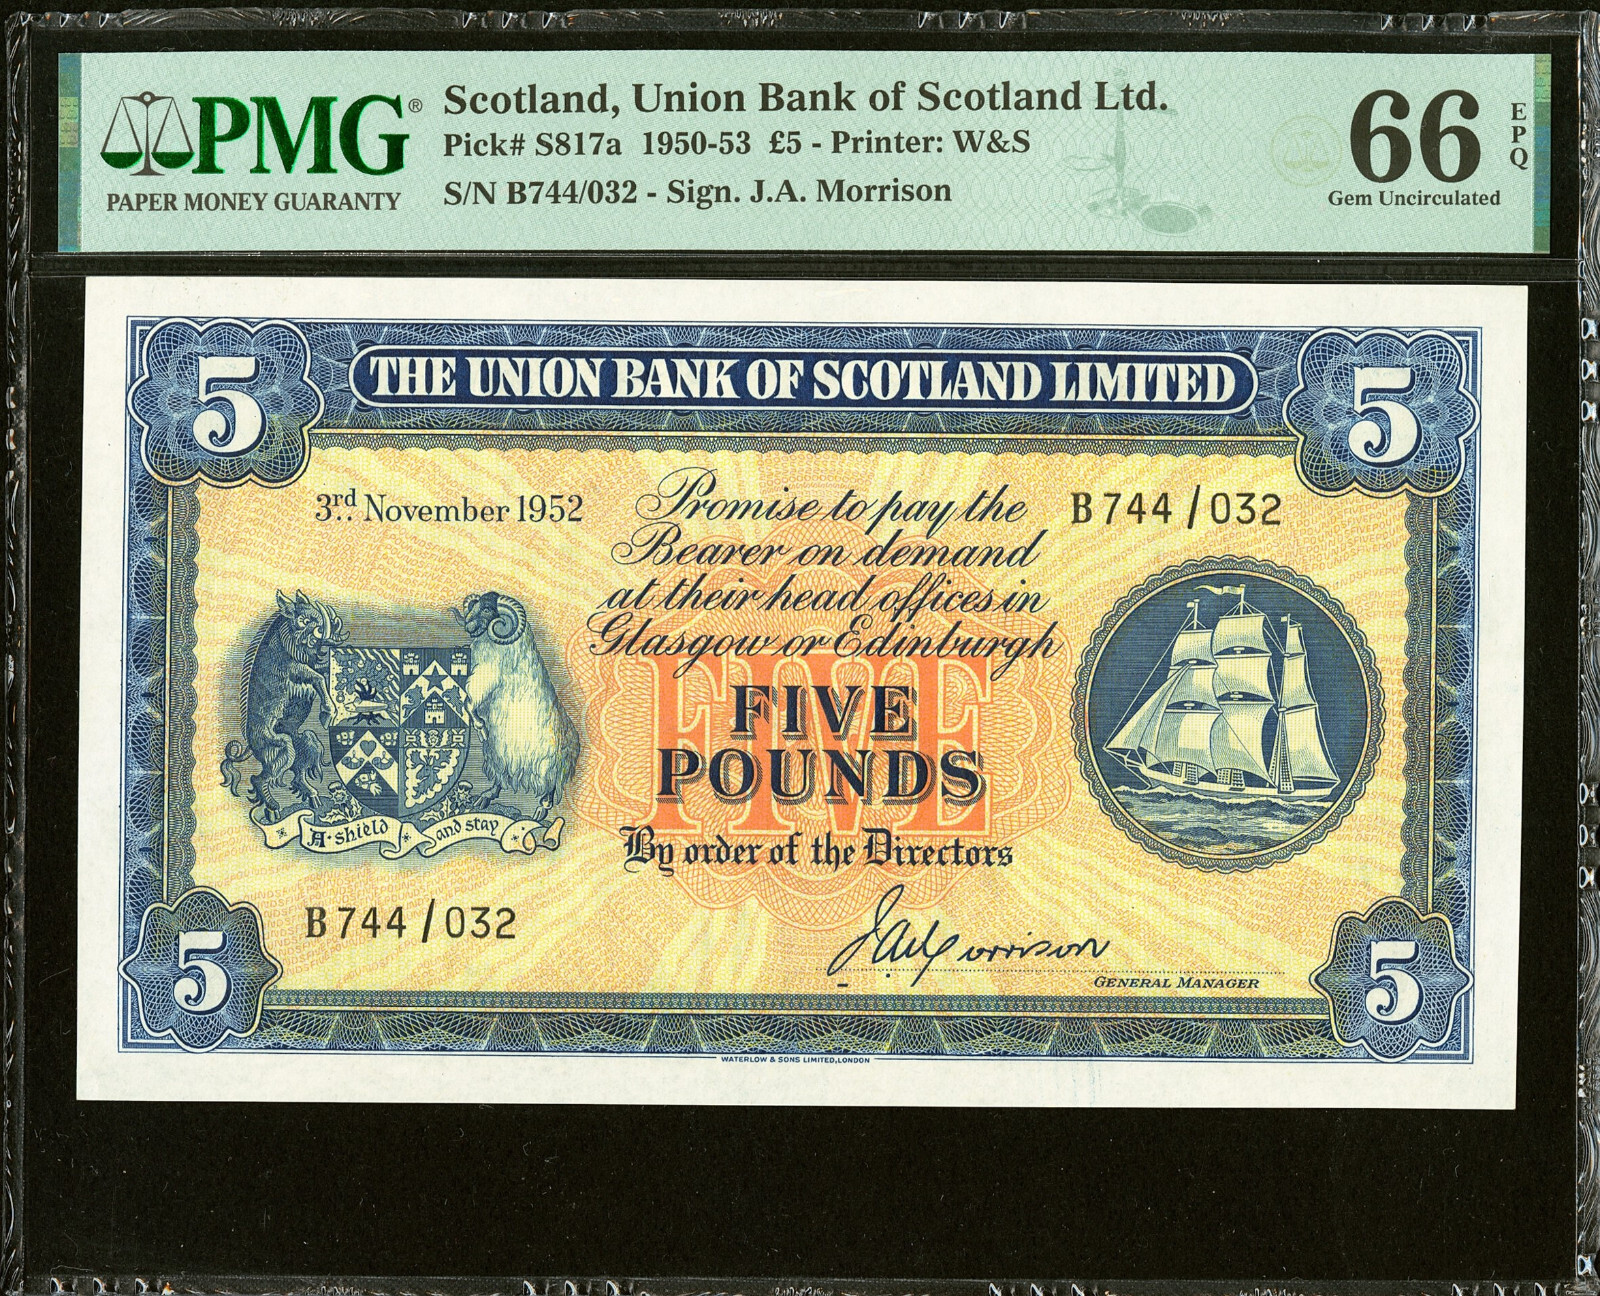 PMG®
PAPER MONEY GUARANTY
Scotland, Union Bank of Scotland Ltd.
Pick# S817a 1950-53 £5 - Printer: W&S
S/N B744/032 - Sign. J.A. Morrison
66
EPQ
Gem Uncirculated
5
THE UNION BANK OF SCOTLAND LIMITED
5
3rd November 1952
Promise to pay the
B744/032
Bearer on demand
at their head offices in
Glasgow or Edinburgh
FIVE
FIVE
POUNDS
By order of the Directors
A·shield and stay
B744/032
J.A. Morrison
GENERAL MANAGER
5
5
WATERLOW & SONS LIMITED, LONDON